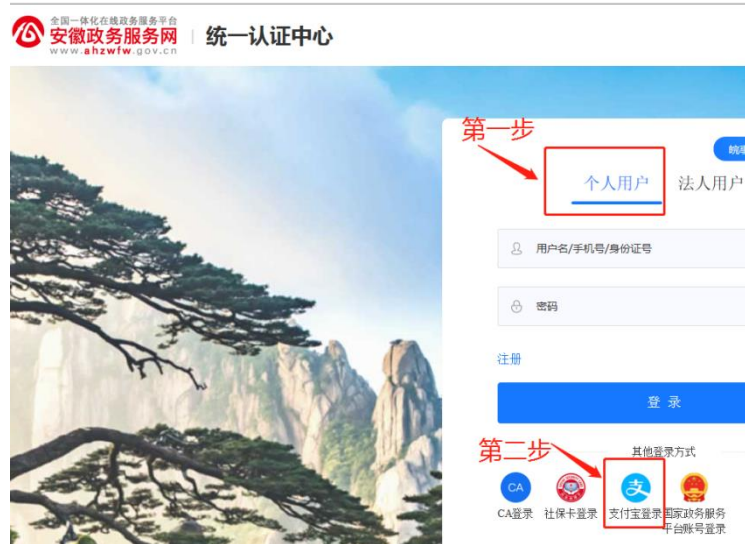 全国一体化在线政务服务平台
安徽政务服务网
www.ahzwfw.gov.cn
统一认证中心
第一步
个人用户
法人用户
用户名/手机号/身份证号
密码
注册
登 录
第二步
其他登录方式
CA
支
CA登录
社保卡登录
支付宝登录
国家政务服务
平台账号登录